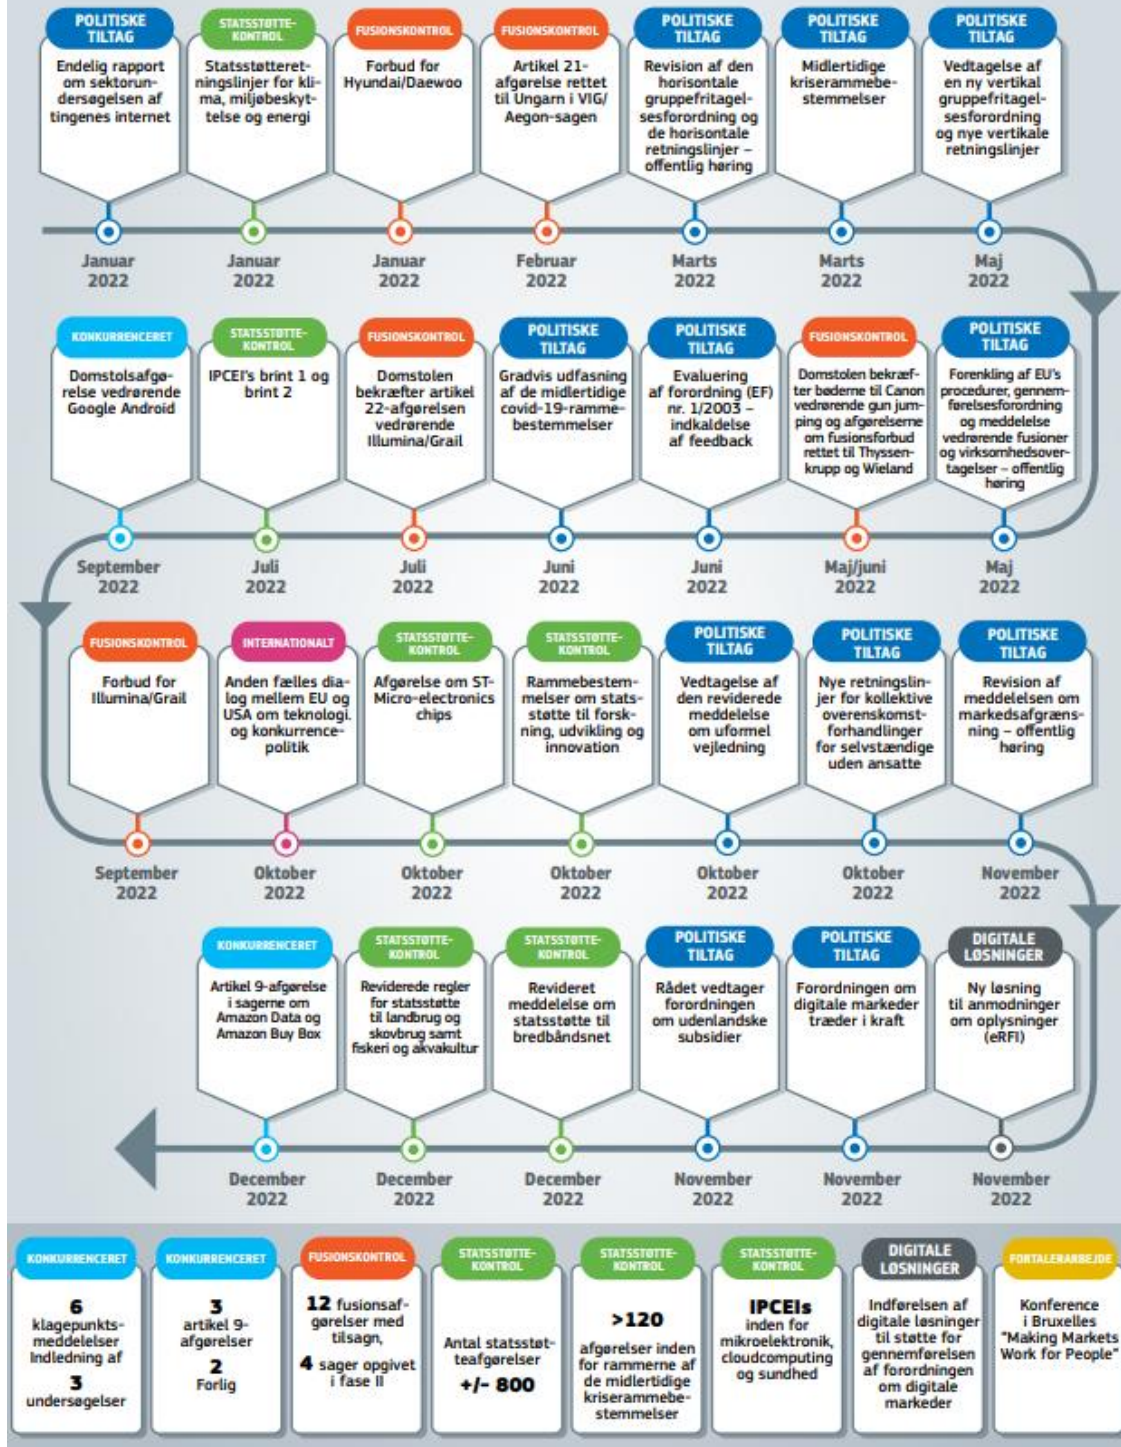 POLITISKE
TILTAG
Endelig rapport
om sektorun-
dersøgelsen af
tingenes internet
Januar
2022
STATSSTØTTE-
KONTROL
Statsstøtteret-
ningslinjer for kli-
ma, miljøbeskyt-
telse og energi
Januar
2022
FUSIONSKONTROL
Forbud for
Hyundai/Daewoo
Januar
2022
FUSIONSKONTROL
Artikel 21-
afgørelse rettet
til Ungarn i VIG/
Aegon-sagen
Februar
2022
POLITISKE
TILTAG
Revision af den
horisontale
gruppefritagel-
sesforordning og
de horisontale
retningslinjer –
offentlig høring
Marts
2022
POLITISKE
TILTAG
Midlertidige
kriserammebe-
stemmelser
Marts
2022
POLITISKE
TILTAG
Vedtagelse af
en ny vertikal
gruppefritagel-
sesforordning
og nye vertikale
retningslinjer
Maj
2022
KONKURRENCERET
Domstolsafgø-
relse vedrørende
Google Android
September
2022
STATSSTØTTE-
KONTROL
IPCEI's brint 1 og
brint 2
Juli
2022
FUSIONSKONTROL
Domstolen
bekræfter artikel
22-afgørelsen
vedrørende
Illumina/Grail
Juli
2022
POLITISKE
TILTAG
Gradvis udfasning
af de midlertidige
covid-19-ramme-
bestemmelser
Juni
2022
POLITISKE
TILTAG
Evaluering
af forordning (EF)
nr. 1/2003 –
indkaldelse
af feedback
Juni
2022
FUSIONSKONTROL
Domstolen bekræf-
ter bøderne til Canon
vedrørende gun jum-
ping og afgørelserne
om fusionsforbud
rettet til Thyssen-
krupp og Wieland
Maj/juni
2022
POLITISKE
TILTAG
Forenkling af EU's
procedurer, gennem-
førelsesforordning
og meddelelse
vedrørende fusioner
og virksomhedsover-
tagelser – offentlig
høring
Maj
2022
FUSIONSKONTROL
Forbud for
Illumina/Grail
September
2022
INTERNATIONALT
Anden fælles dia-
log mellem EU og
USA om teknologi.
og konkurrence-
politik
Oktober
2022
STATSSTØTTE-
KONTROL
Afgørelse om ST-
Micro-electronics
chips
Oktober
2022
STATSSTØTTE-
KONTROL
Rammebestem-
melser om stats-
støtte til forsk-
ning, udvikling og
innovation
Oktober
2022
POLITISKE
TILTAG
Vedtagelse af
den reviderede
meddelelse
om uformel
vejledning
Oktober
2022
POLITISKE
TILTAG
Nye retningslin-
jer for kollektive
overenskomst-
forhandlinger
for selvstændige
uden ansatte
Oktober
2022
POLITISKE
TILTAG
Revision af
meddelelsen om
markedsafgræns-
ning – offentlig
høring
November
2022
KONKURRENCERET
Artikel 9-afgørelse
i sagerne om
Amazon Data og
Amazon Buy Box
December
2022
STATSSTØTTE-
KONTROL
Reviderede regler
for statsstøtte
til landbrug og
skovbrug samt
fiskeri og akvakultur
December
2022
STATSSTØTTE-
KONTROL
Revideret
meddelelse om
statsstøtte til
bredbåndsnet
December
2022
POLITISKE
TILTAG
Rådet vedtager
forordningen
om udenlandske
subsidier
November
2022
POLITISKE
TILTAG
Forordningen om
digitale markeder
træder i kraft
November
2022
DIGITALE
LØSNINGER
Ny løsning
til anmodninger
om oplysninger
(eRFI)
November
2022
KONKURRENCERET
6
klagepunkts-
meddelelser
Indledning af
3
undersøgelser
KONKURRENCERET
3
artikel 9-
afgørelser
2
Forlig
FUSIONSKONTROL
12 fusionsaf-
gørelser med
tilsagn,
4 sager opgivet
i fase II
STATSSTØTTE-
KONTROL
Antal statsstøt-
teafgørelser
+/- 800
STATSSTØTTE-
KONTROL
>120
afgørelser inden
for rammerne af
de midlertidige
kriserammebe-
stemmelser
STATSSTØTTE-
KONTROL
IPCEIs
inden for
mikroelektronik,
cloudcomputing
og sundhed
DIGITALE
LØSNINGER
Indførelsen af
digitale løsninger
til støtte for
gennemførelsen
af forordningen
om digitale
markeder
FORTALERARBEJDE
Konference
i Bruxelles
"Making Markets
Work for People"